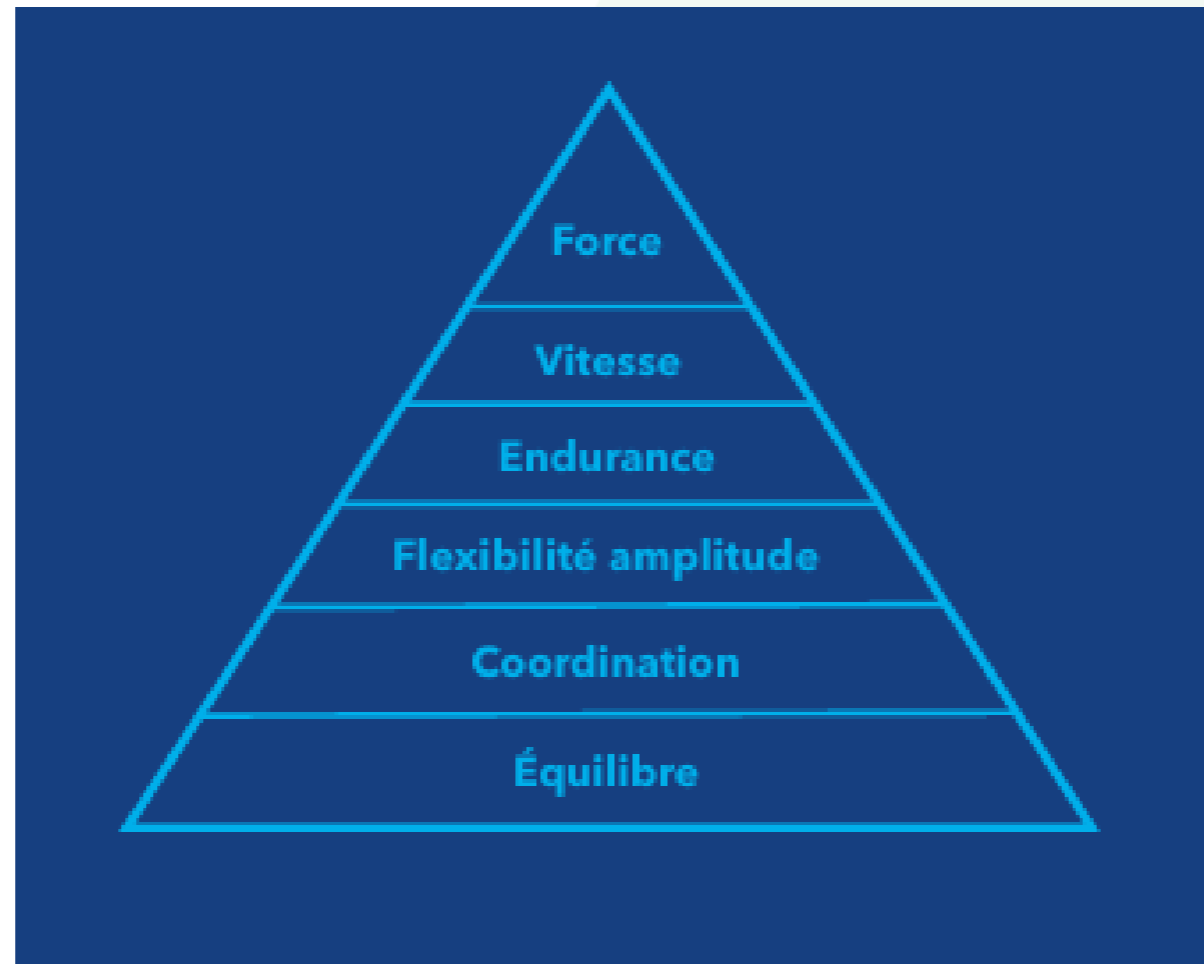 Force
Vitesse
Endurance
Flexibilité amplitude
Coordination
Équilibre